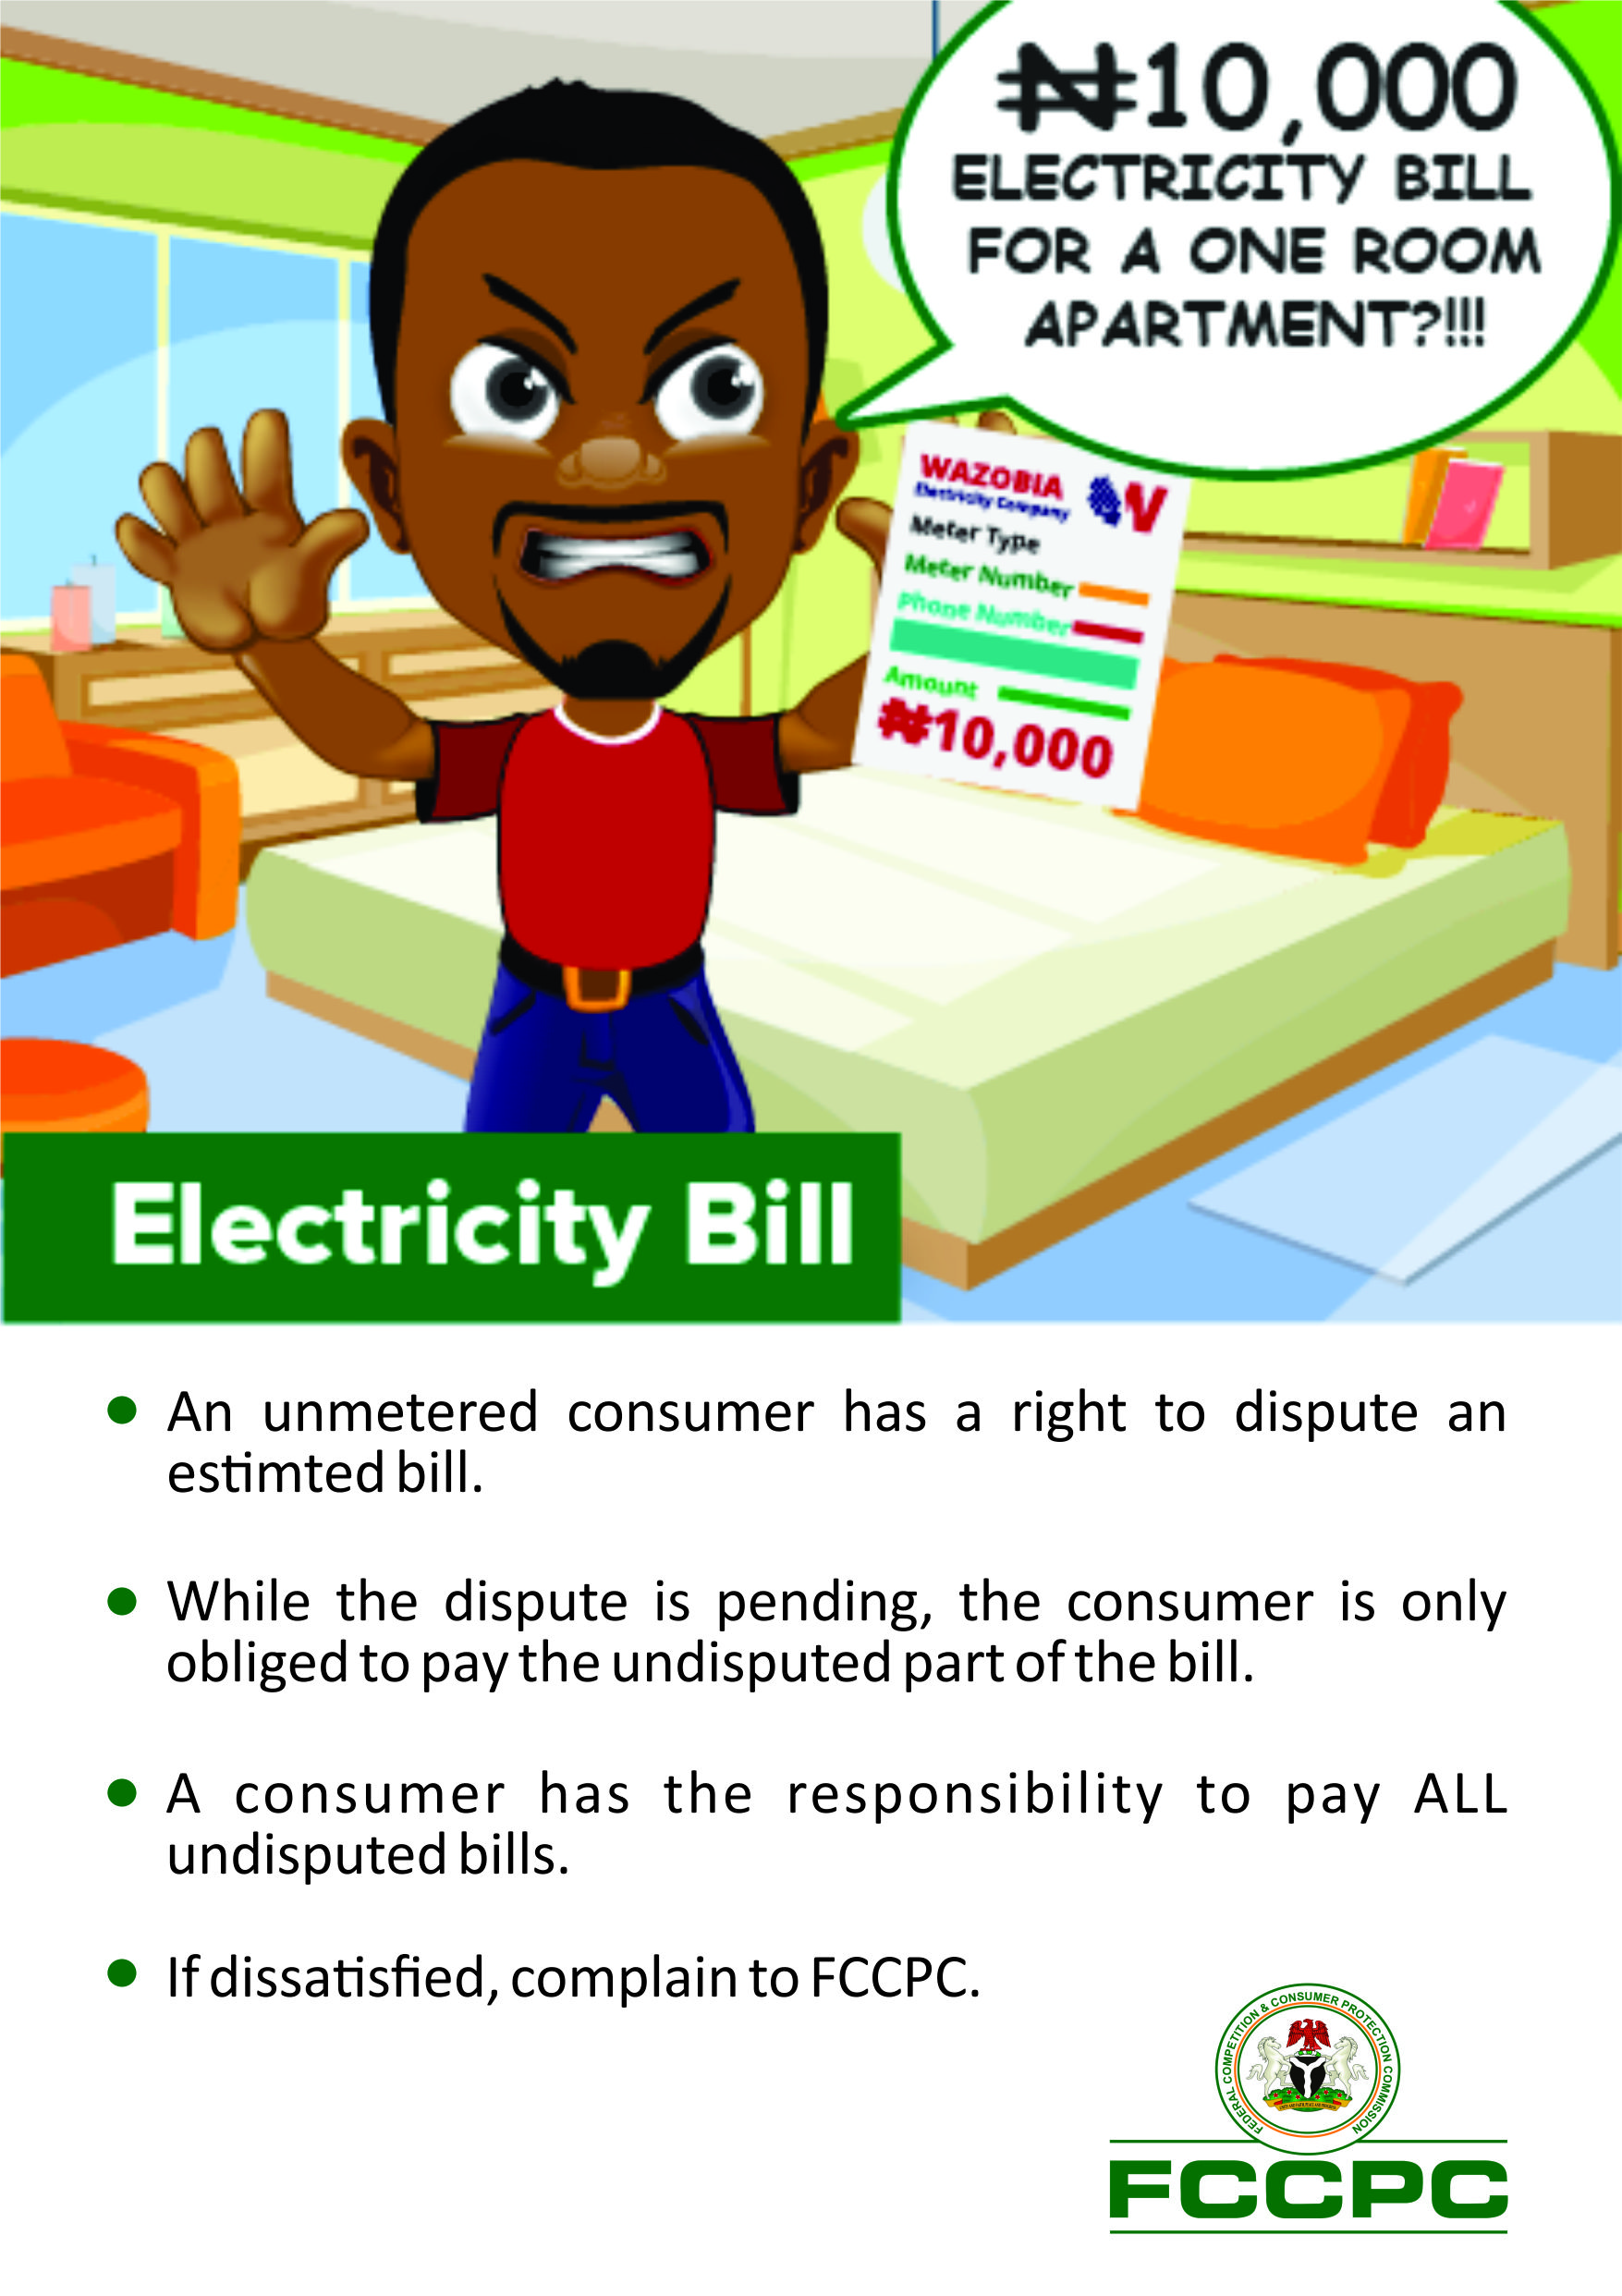 ₦10,000
ELECTRICITY BILL
FOR A ONE ROOM
APARTMENT?!!!
WAZOBIA
Electricity Company
W
Meter Type
Meter Number
phone Number
Amount
₦10,000
Electricity Bill
An unmetered consumer has a right to dispute an
estimted bill.
While the dispute is pending, the consumer is only
obliged to pay the undisputed part of the bill.
A consumer has the responsibility to pay ALL
undisputed bills.
If dissatisfied, complain to FCCPC.
FEDERAL COMPETITION & CONSUMER PROTECTION COMMISSION
FCCPC